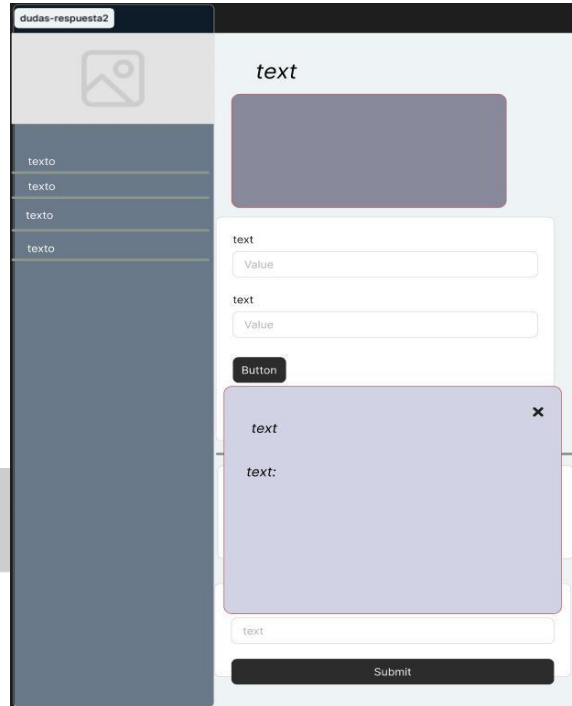 dudas-respuesta2
texto
texto
texto
texto
text
text
Value
text
Value
Button
text
text:
text
Submit